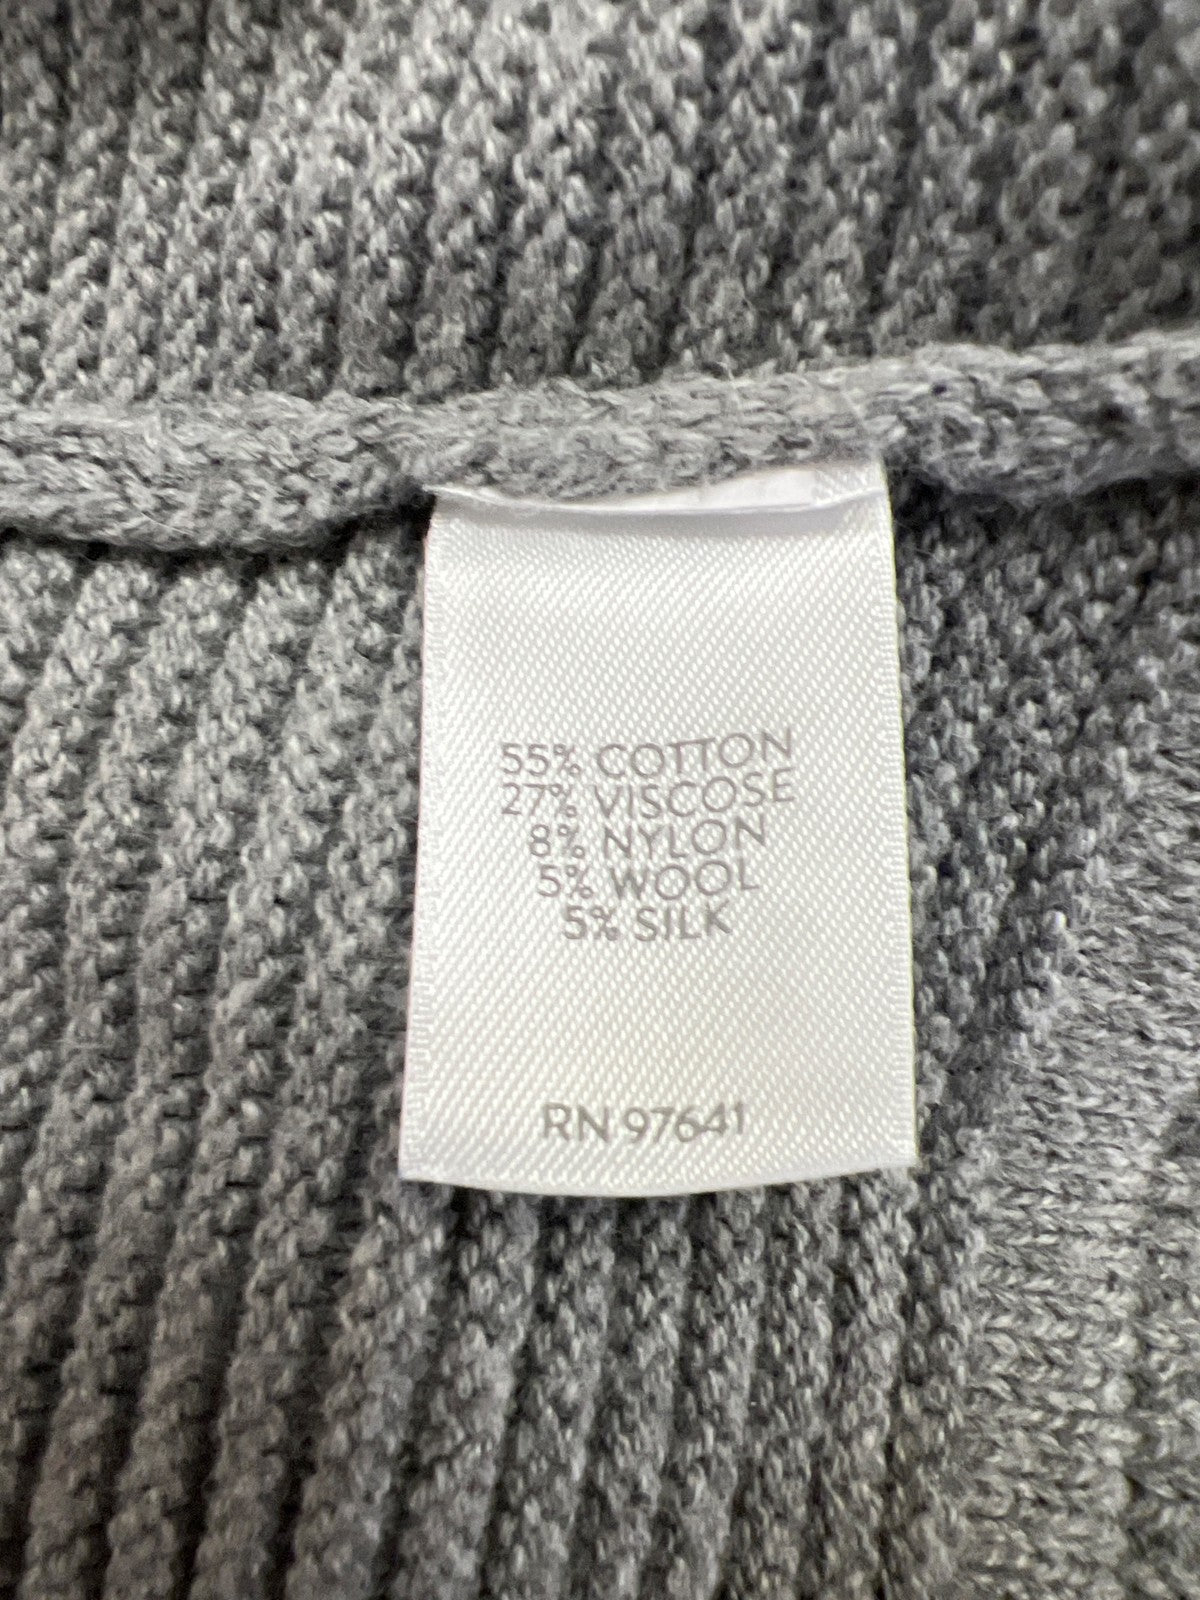 55% COTTON
27% VISCOSE
8% NYLON
5% WOOL
5% SILK
RN 97641